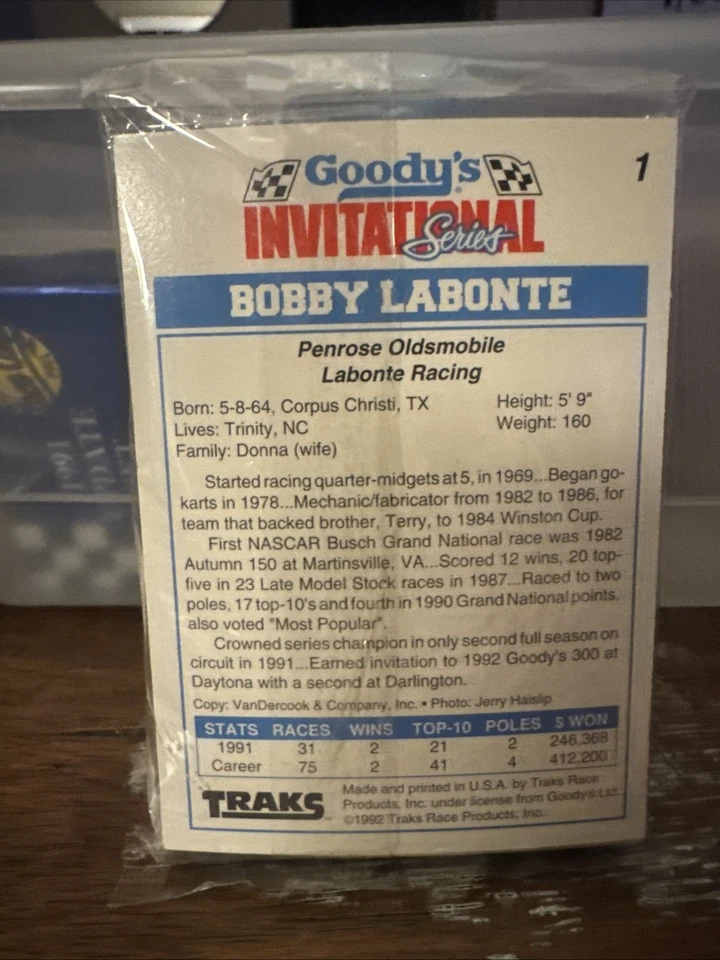 Goody's
1
INVITATIONAL
Series
BOBBY LABONTE
Penrose Oldsmobile
Labonte Racing
Born: 5-8-64, Corpus Christi, TX Height: 5' 9"
Lives: Trinity, NC Weight: 160
Family: Donna (wife)
Started racing quarter-midgets at 5, in 1969...Began go-
karts in 1978...Mechanic/fabricator from 1982 to 1986, for
team that backed brother, Terry, to 1984 Winston Cup.
First NASCAR Busch Grand National race was 1982
Autumn 150 at Martinsville, VA...Scored 12 wins, 20 top-
five in 23 Late Model Stock races in 1987...Raced to two
poles, 17 top-10's and fourth in 1990 Grand National points,
also voted "Most Popular".
Crowned series champion in only second full season on
circuit in 1991...Earned invitation to 1992 Goody's 300 at
Daytona with a second at Darlington.
Copy: VanDercook & Company, Inc. • Photo: Jerry Haislip
STATS RACES WINS TOP-10 POLES $ WON
1991 31 2 21 2 246,368
Career 75 2 41 4 412,200
TRAKS
Made and printed in U.S.A. by Traks Race
Products, Inc. under license from Goody's Ltd.
©1992 Traks Race Products, Inc.
1991